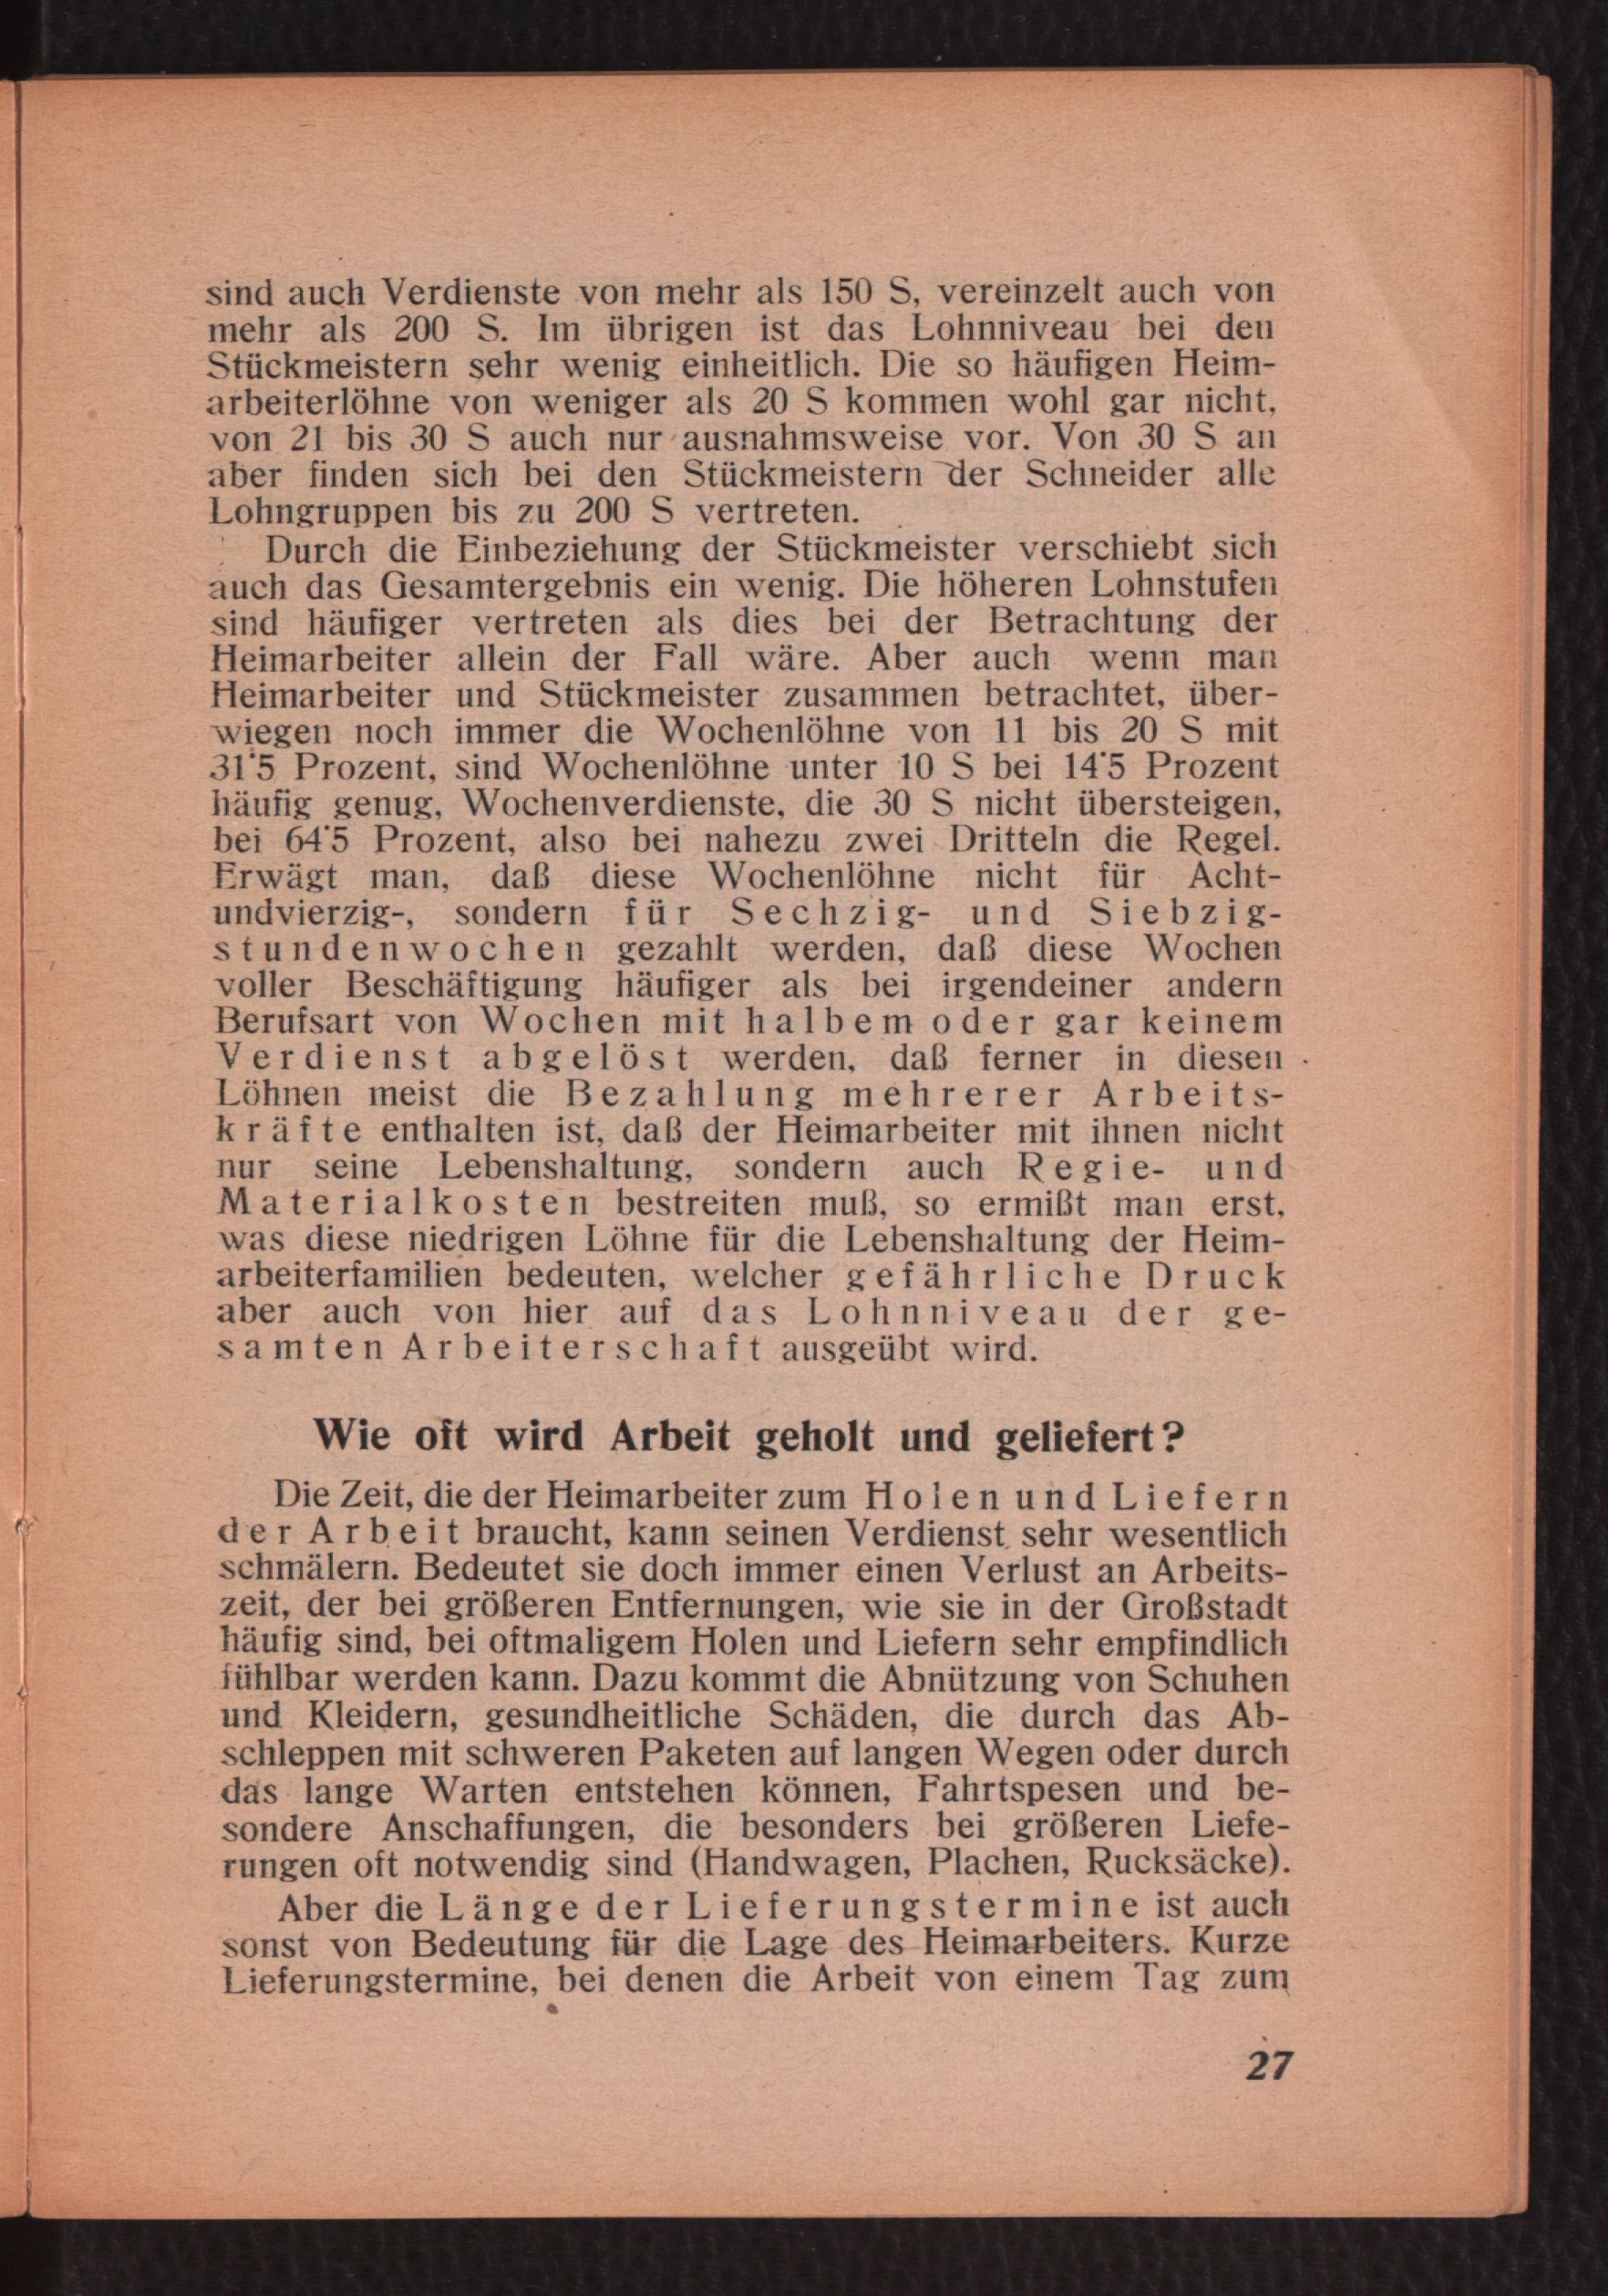 sind auch Verdienste von mehr als 150 S, vereinzelt auch von
mehr als 200 S. Im übrigen ist das Lohnniveau bei den
Stückmeistern sehr wenig einheitlich. Die so häufigen Heim-
arbeiterlöhne von weniger als 20 S kommen wohl gar nicht,
von 21 bis 30 S auch nur ausnahmsweise vor. Von 30 S an
aber finden sich bei den Stückmeistern der Schneider alle
Lohngruppen bis zu 200 S vertreten.
Durch die Einbeziehung der Stückmeister verschiebt sich
auch das Gesamtergebnis ein wenig. Die höheren Lohnstufen
sind häufiger vertreten als dies bei der Betrachtung der
Heimarbeiter allein der Fall wäre. Aber auch wenn man
Heimarbeiter und Stückmeister zusammen betrachtet, über-
wiegen noch immer die Wochenlöhne von 11 bis 20 S mit
31˙5 Prozent, sind Wochenlöhne unter 10 S bei 14˙5 Prozent
häufig genug, Wochenverdienste, die 30 S nicht übersteigen,
bei 64˙5 Prozent, also bei nahezu zwei Dritteln die Regel.
Erwägt man, daß diese Wochenlöhne nicht für Acht-
undvierzig-, sondern für Sechzig- und Siebzig-
stundenwochen gezahlt werden, daß diese Wochen
voller Beschäftigung häufiger als bei irgendeiner andern
Berufsart von Wochen mit halbem oder gar keinem
Verdienst abgelöst werden, daß ferner in diesen
Löhnen meist die Bezahlung mehrerer Arbeits-
kräfte enthalten ist, daß der Heimarbeiter mit ihnen nicht
nur seine Lebenshaltung, sondern auch Regie- und
Materialkosten bestreiten muß, so ermißt man erst,
was diese niedrigen Löhne für die Lebenshaltung der Heim-
arbeiterfamilien bedeuten, welcher gefährliche Druck
aber auch von hier auf das Lohnniveau der ge-
samten Arbeiterschaft ausgeübt wird.
Wie oft wird Arbeit geholt und geliefert?
Die Zeit, die der Heimarbeiter zum Holen und Liefern
der Arbeit braucht, kann seinen Verdienst sehr wesentlich
schmälern. Bedeutet sie doch immer einen Verlust an Arbeits-
zeit, der bei größeren Entfernungen, wie sie in der Großstadt
häufig sind, bei oftmaligem Holen und Liefern sehr empfindlich
fühlbar werden kann. Dazu kommt die Abnützung von Schuhen
und Kleidern, gesundheitliche Schäden, die durch das Ab-
schleppen mit schweren Paketen auf langen Wegen oder durch
das lange Warten entstehen können, Fahrtspesen und be-
sondere Anschaffungen, die besonders bei größeren Liefe-
rungen oft notwendig sind (Handwagen, Plachen, Rucksäcke).
Aber die Länge der Lieferungstermine ist auch
sonst von Bedeutung für die Lage des Heimarbeiters. Kurze
Lieferungstermine, bei denen die Arbeit von einem Tag zum
27